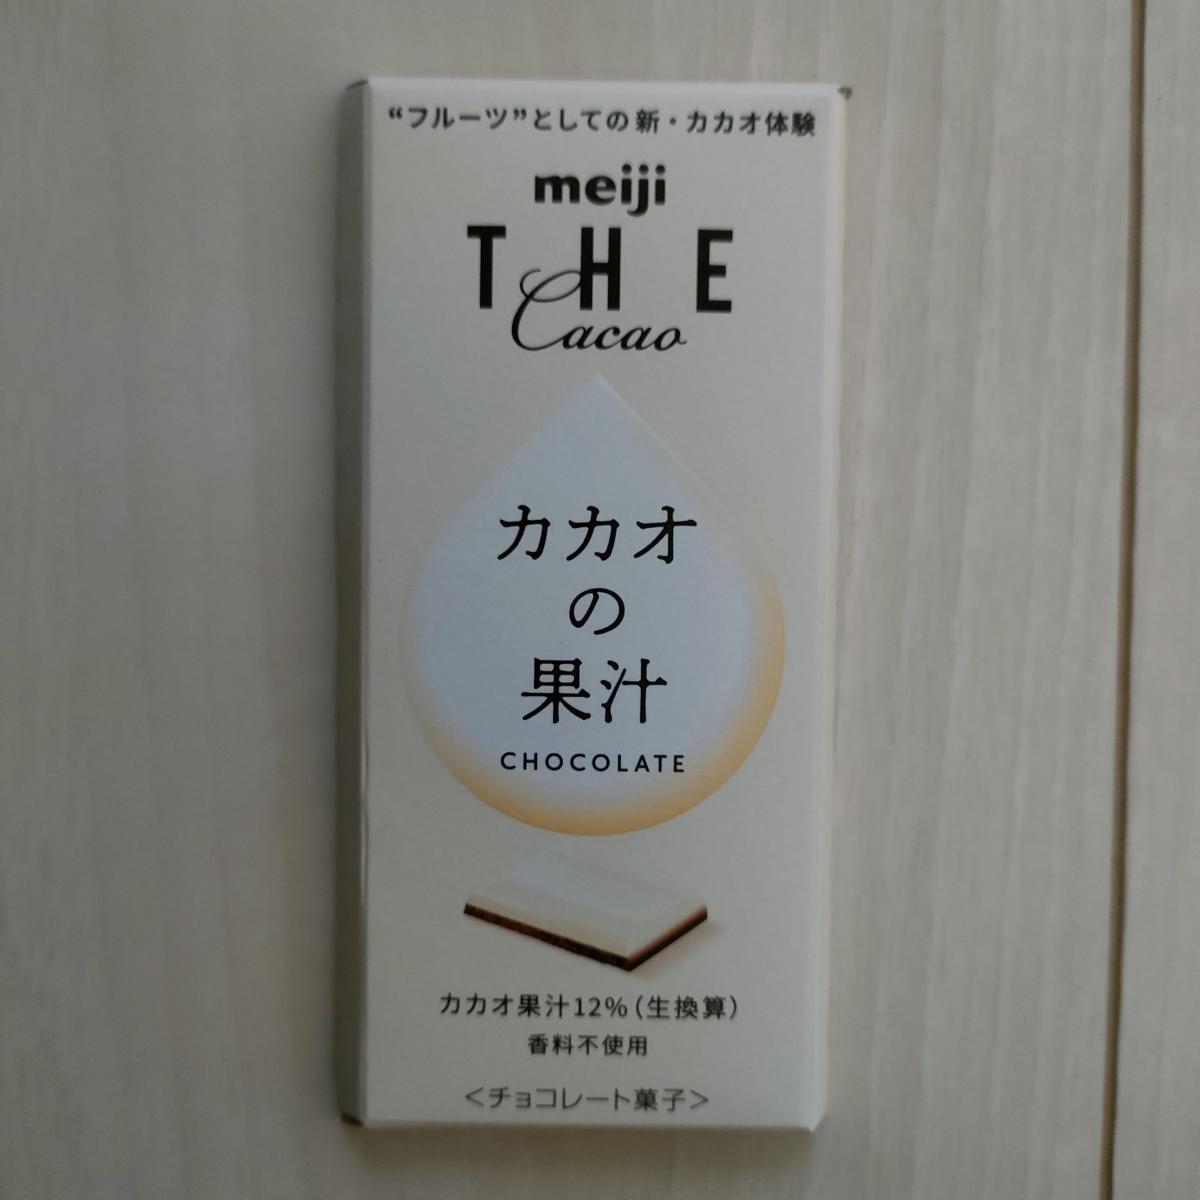 “フルーツ”としての新・カカオ体験
meiji
THE
Cacao
カカオ
の
果汁
CHOCOLATE
カカオ果汁12%（生換算）
香料不使用
＜チョコレート菓子＞